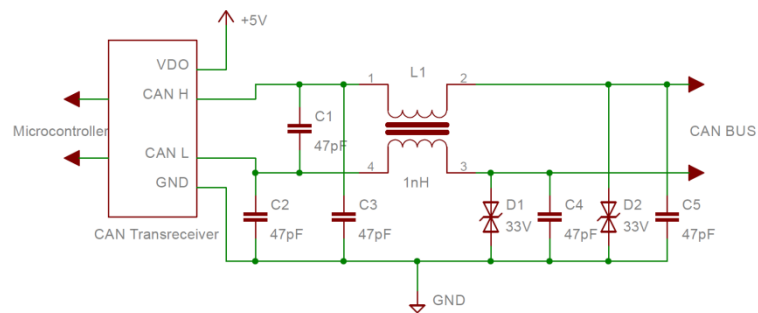 +5V
VDO
CAN H
Microcontroller
CAN L
GND
CAN Transreceiver
C1
47pF
1
L1
2
4
3
1nH
CAN BUS
C2
47pF
C3
47pF
D1
33V
C4
47pF
D2
33V
C5
47pF
GND